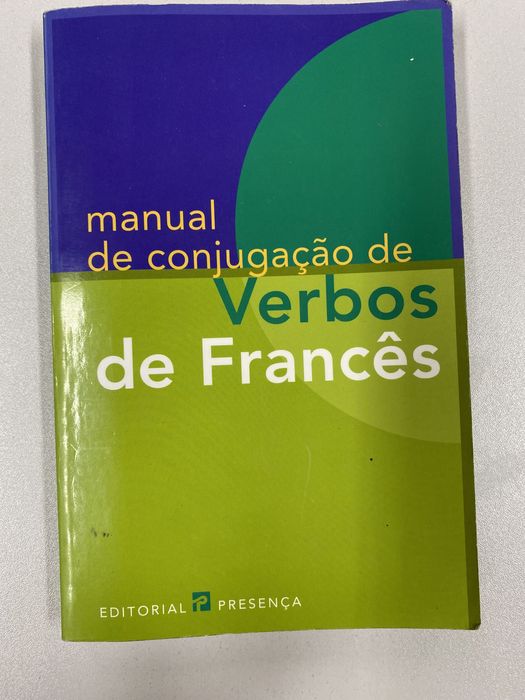 manual
de conjugação de
Verbos
de Francês
EDITORIAL P PRESENÇA